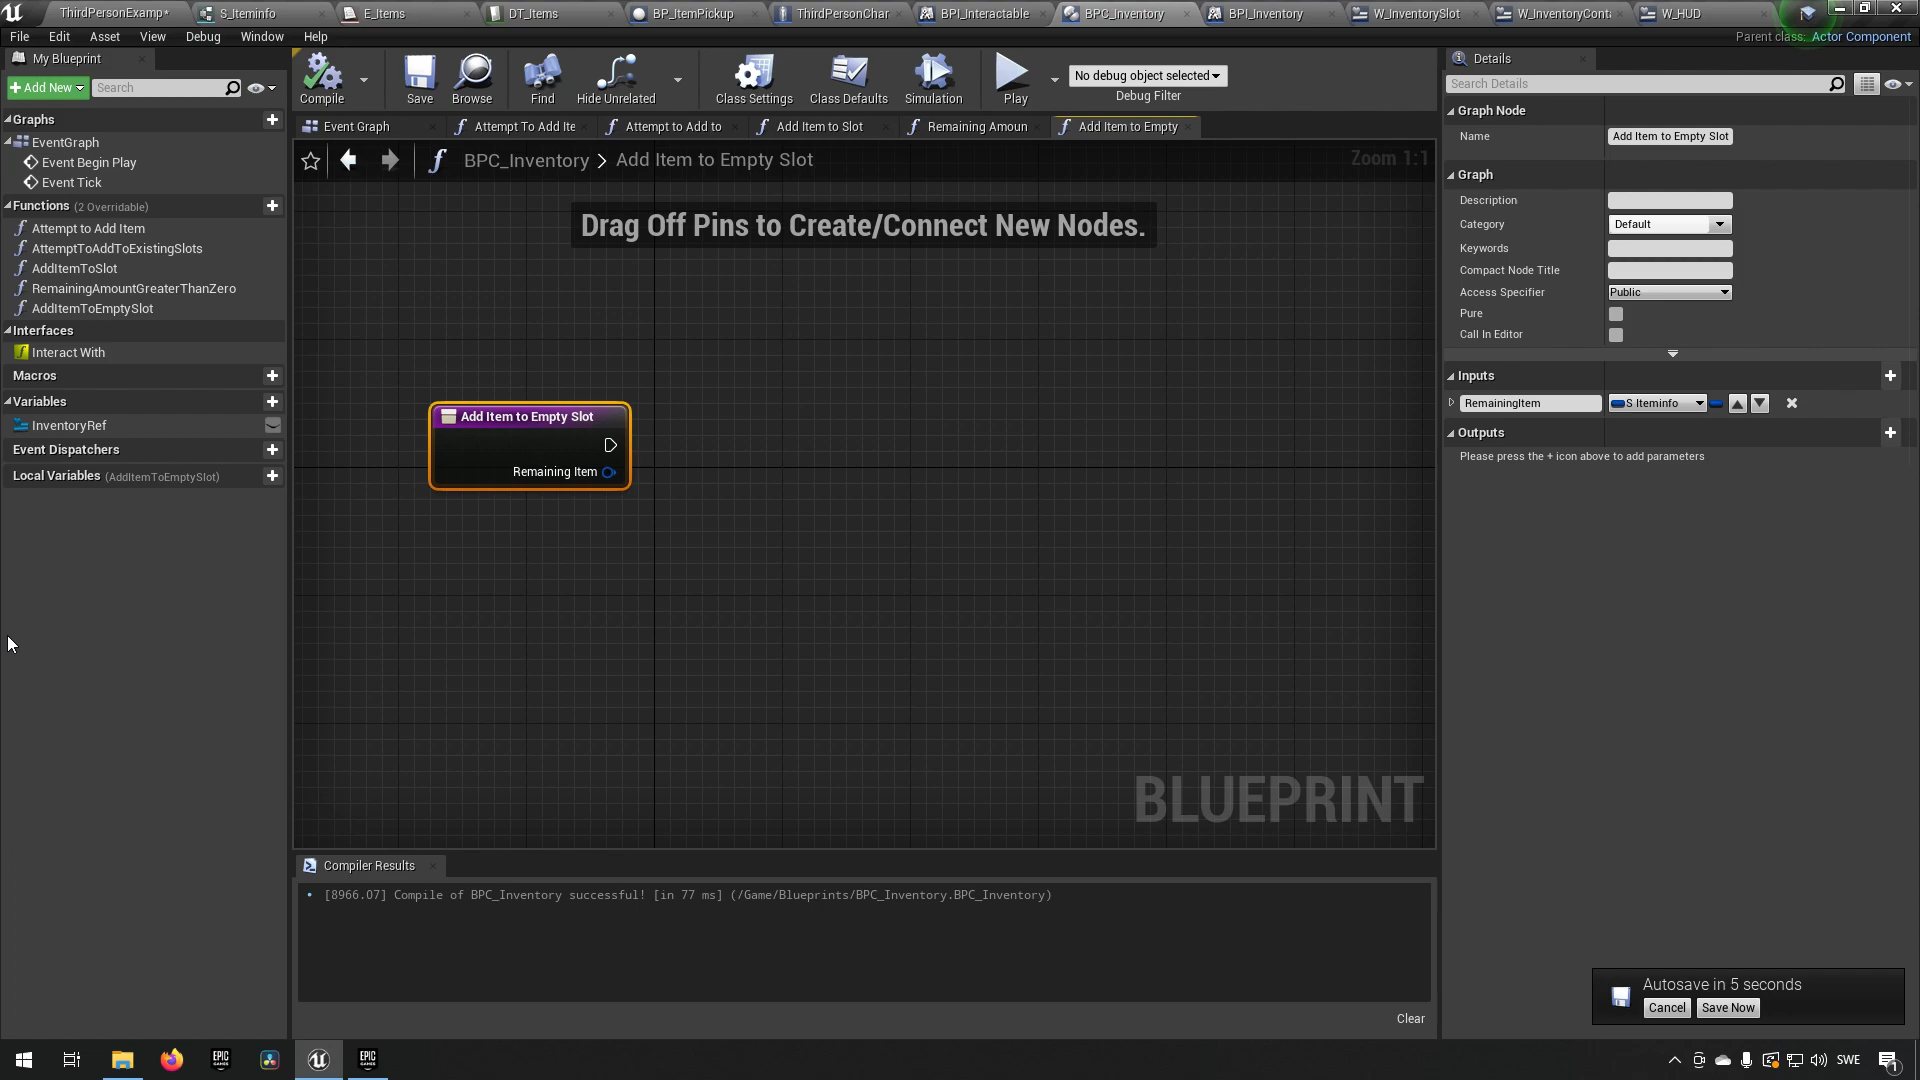 ThirdPersonExamp*
S_Iteminfo
E_Items
DT_Items
BP_ItemPickup
ThirdPersonChar
BPI_Interactable
BPC_Inventory
BPI_Inventory
W_InventorySlot
W_InventoryCont
W_HUD
File Edit Asset View Debug Window Help
Parent class: Actor Component
My Blueprint
Add New
Search
Compile
Save
Browse
Find
Hide Unrelated
Class Settings
Class Defaults
Simulation
Play
No debug object selected
Debug Filter
Event Graph
Attempt To Add Ite
Attempt to Add to
Add Item to Slot
Remaining Amoun
Add Item to Empty
BPC_Inventory > Add Item to Empty Slot
Zoom 1:1
Drag Off Pins to Create/Connect New Nodes.
Graphs
EventGraph
Event Begin Play
Event Tick
Functions (2 Overridable)
Attempt to Add Item
AttemptToAddToExistingSlots
AddItemToSlot
RemainingAmountGreaterThanZero
AddItemToEmptySlot
Interfaces
Interact With
Macros
Variables
InventoryRef
Event Dispatchers
Local Variables (AddItemToEmptySlot)
Add Item to Empty Slot
Remaining Item
BLUEPRINT
Compiler Results
• [8966.07] Compile of BPC_Inventory successful! [in 77 ms] (/Game/Blueprints/BPC_Inventory.BPC_Inventory)
Clear
Details
Search Details
Graph Node
Name
Add Item to Empty Slot
Graph
Description
Category
Default
Keywords
Compact Node Title
Access Specifier
Public
Pure
Call In Editor
Inputs
RemainingItem
S Iteminfo
Outputs
Please press the + icon above to add parameters
Autosave in 5 seconds
Cancel
Save Now
EPIC GAMES
EPIC GAMES
SWE
1